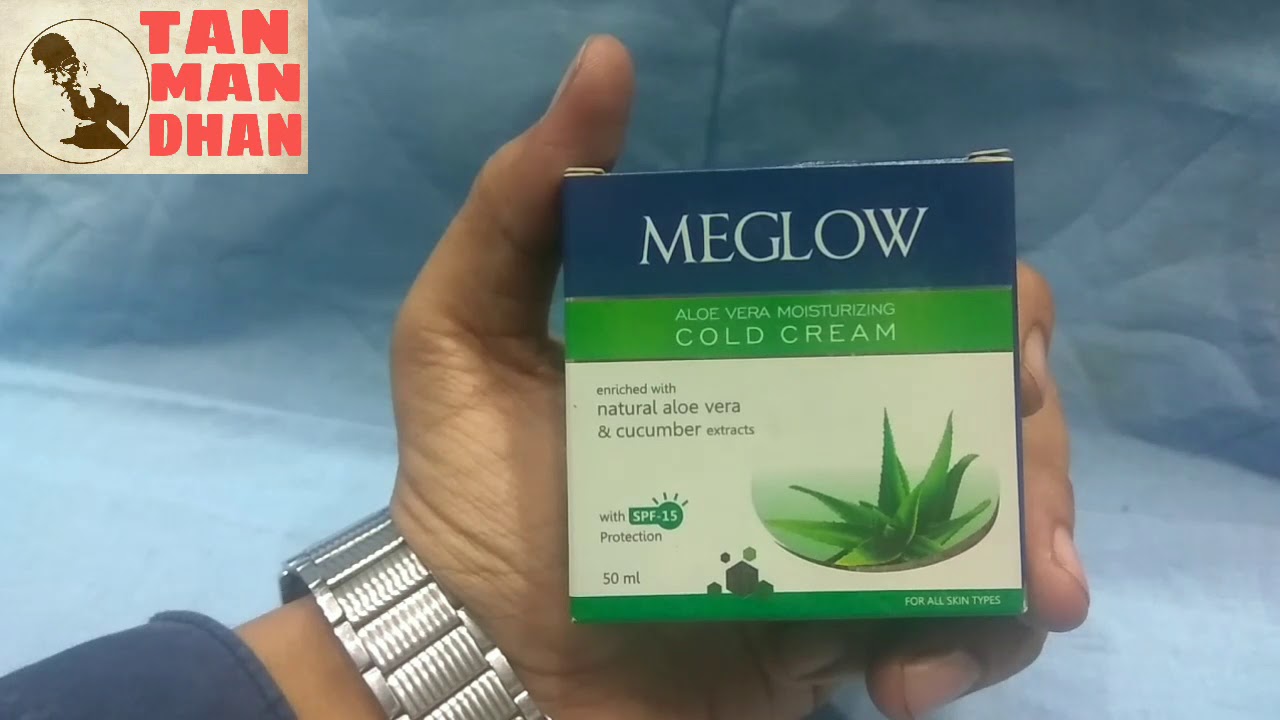 TAN
MAN
DHAN
MEGLOW
ALOE VERA MOISTURIZING
COLD CREAM
enriched with
natural aloe vera
& cucumber extracts
with SPF-15
Protection
50 ml
FOR ALL SKIN TYPES